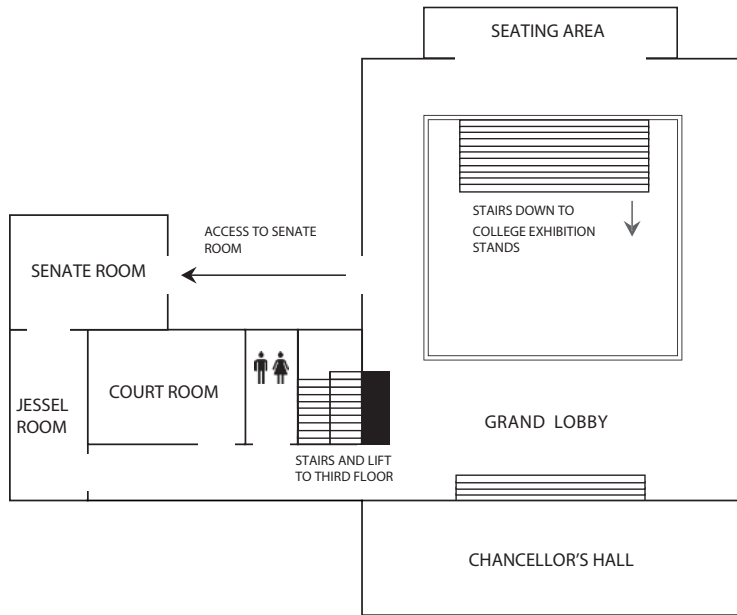 SEATING AREA
STAIRS DOWN TO
COLLEGE EXHIBITION
STANDS
ACCESS TO SENATE
ROOM
SENATE ROOM
COURT ROOM
JESSEL
ROOM
GRAND LOBBY
STAIRS AND LIFT
TO THIRD FLOOR
CHANCELLOR'S HALL